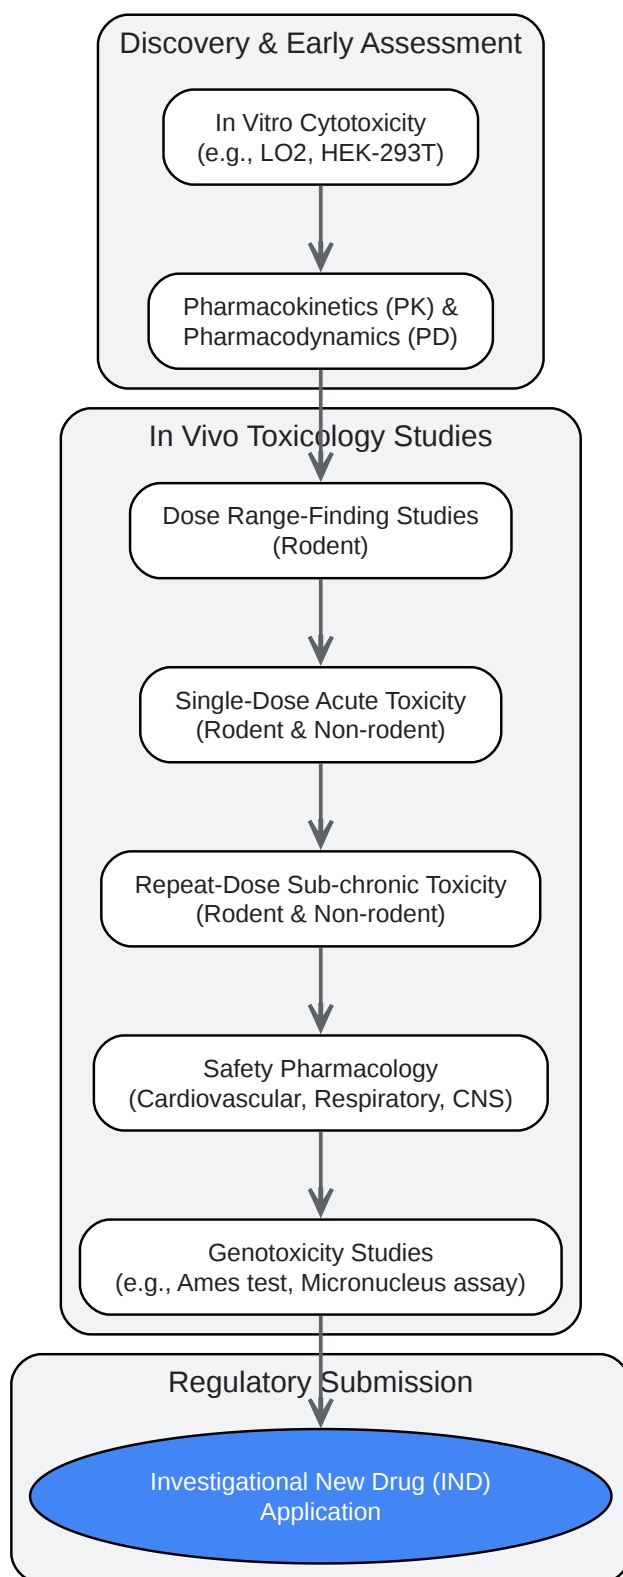 Discovery & Early Assessment
In Vitro Cytotoxicity
(e.g., LO2, HEK-293T)
Pharmacokinetics (PK) &
Pharmacodynamics (PD)
In Vivo Toxicology Studies
Dose Range-Finding Studies
(Rodent)
Single-Dose Acute Toxicity
(Rodent & Non-rodent)
Repeat-Dose Sub-chronic Toxicity
(Rodent & Non-rodent)
Safety Pharmacology
(Cardiovascular, Respiratory, CNS)
Genotoxicity Studies
(e.g., Ames test, Micronucleus assay)
Regulatory Submission
Investigational New Drug (IND)
Application